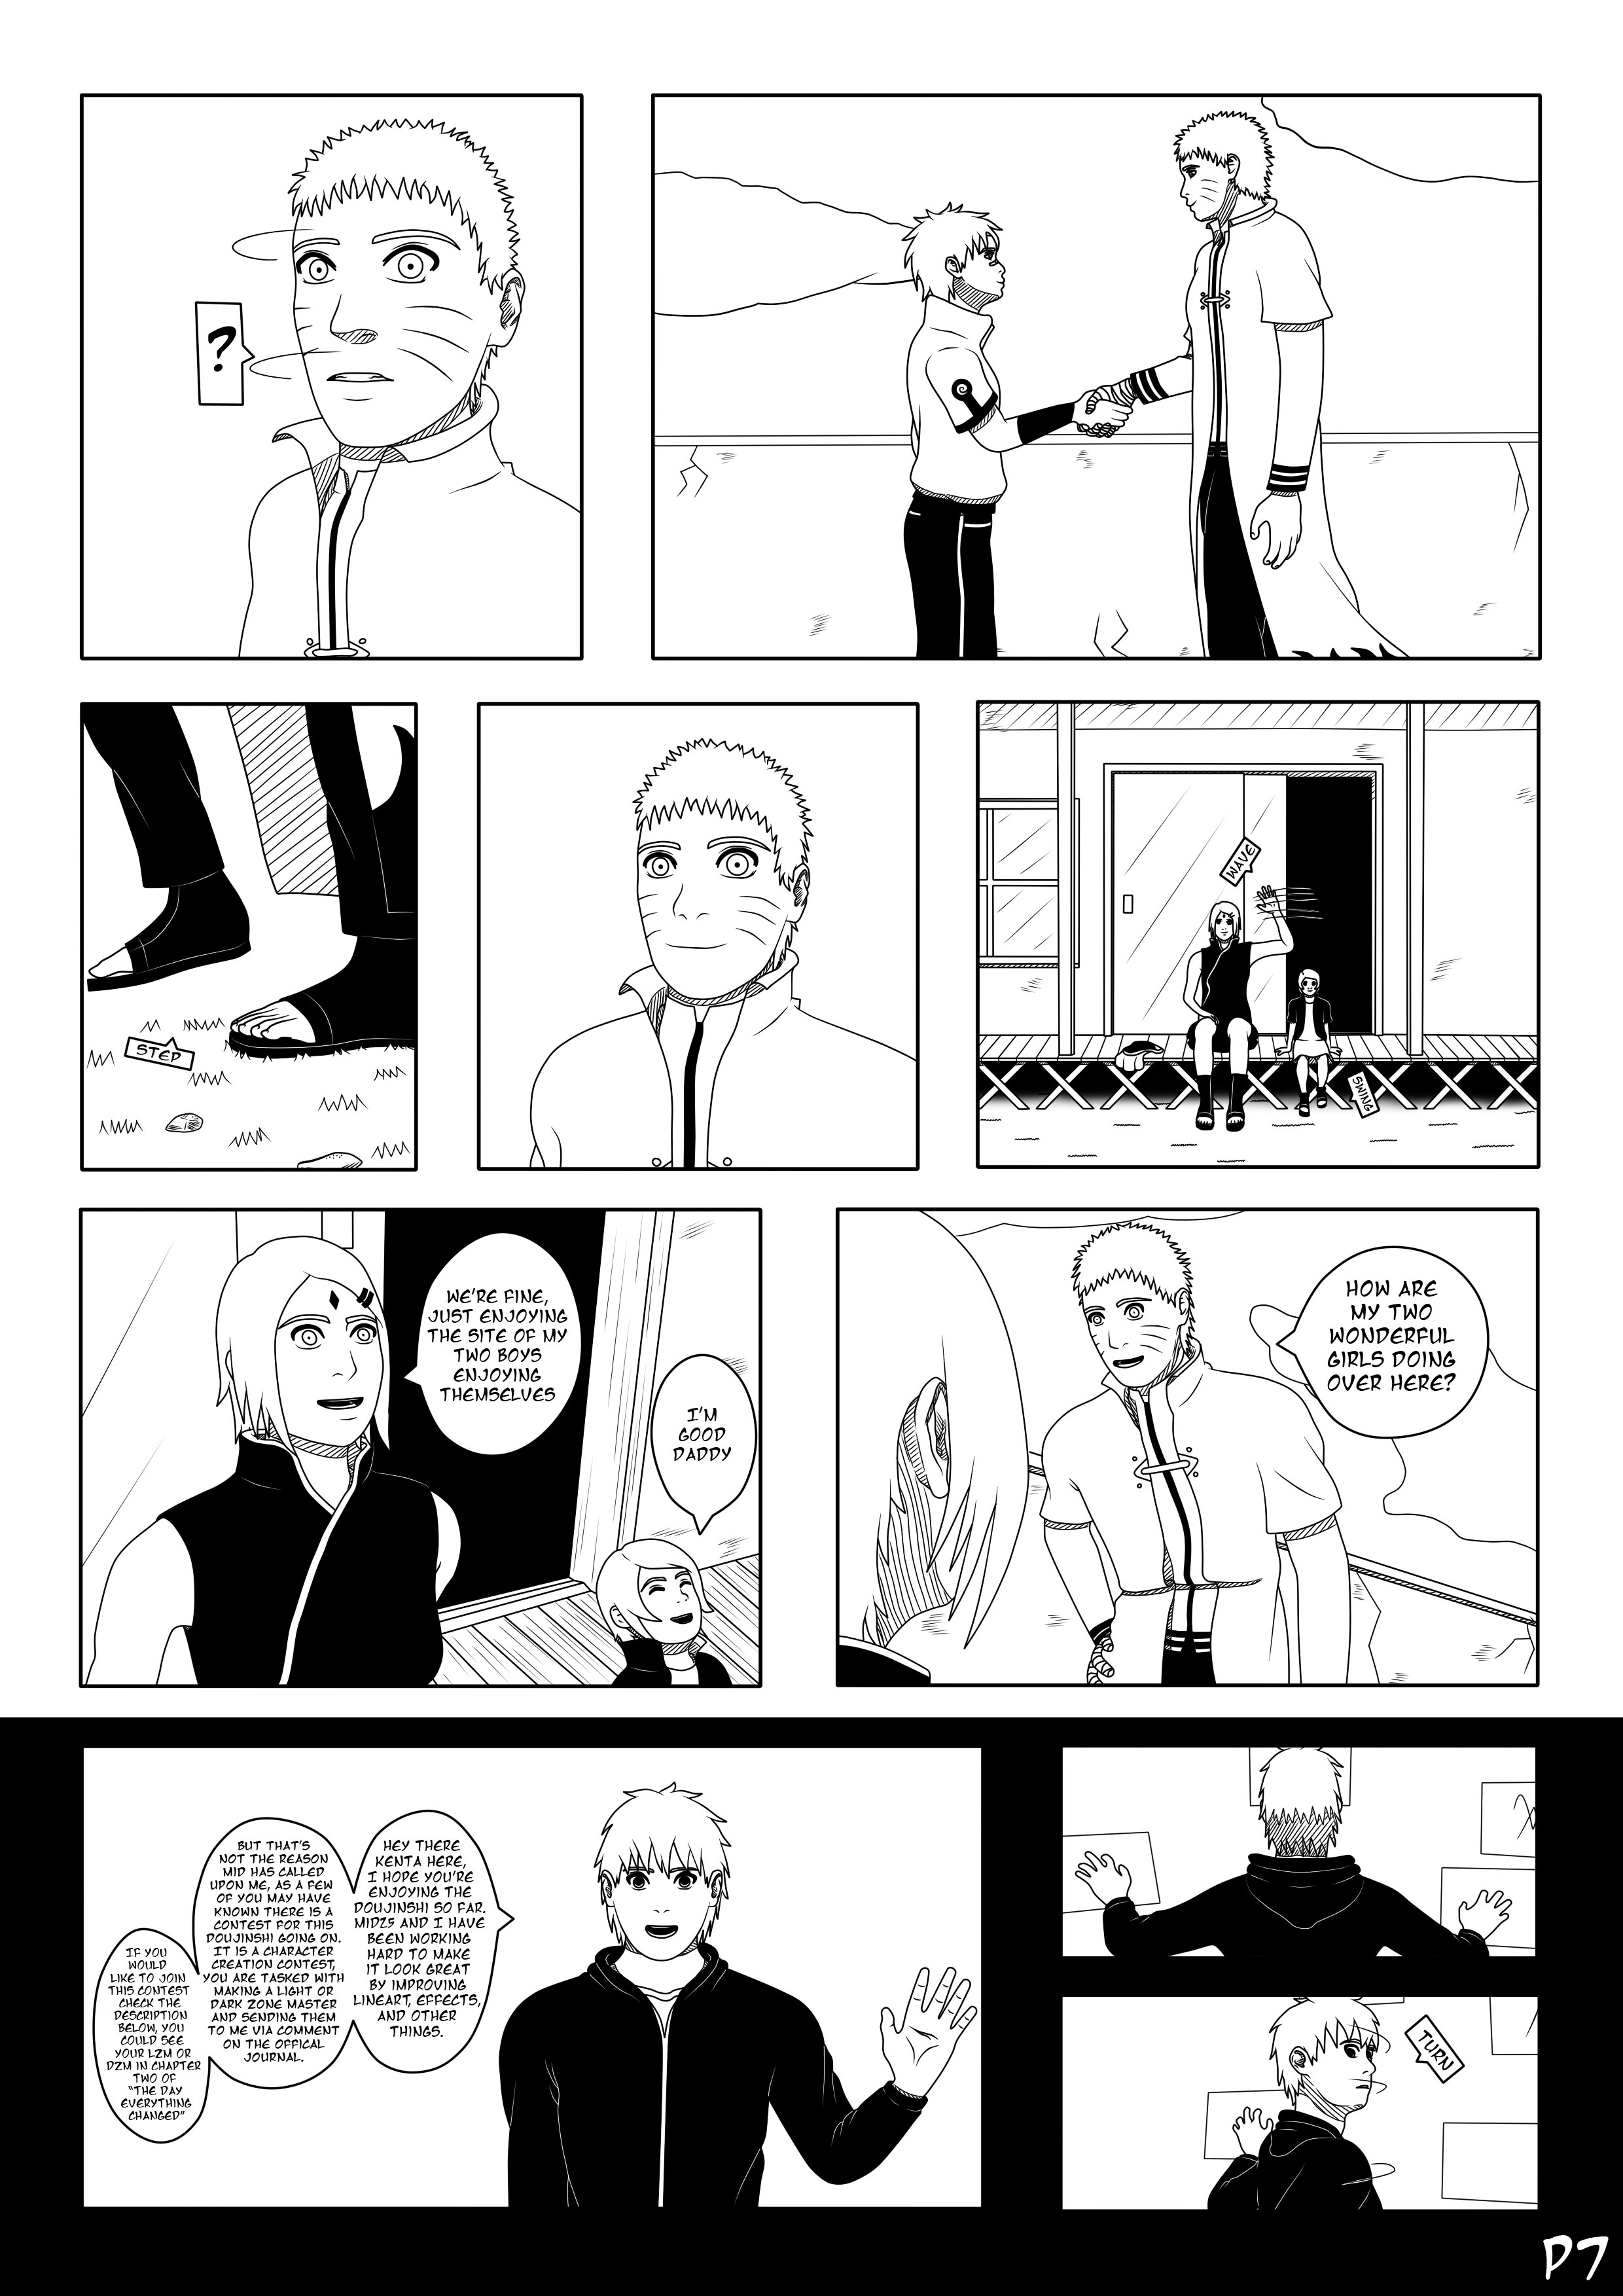 ?
WAVE
SWING
STEP
HOW ARE
MY TWO
WONDERFUL
GIRLS DOING
OVER HERE?
WE'RE FINE,
JUST ENJOYING
THE SITE OF MY
TWO BOYS
ENJOYING
THEMSELVES
I'M
GOOD
DADDY
TURN
HEY THERE
KENTA HERE,
I HOPE YOU'RE
ENJOYING THE
DOUJINSHI SO FAR.
MID25 AND I HAVE
BEEN WORKING
HARD TO MAKE
IT LOOK GREAT
BY IMPROVING
LINEART, EFFECTS,
AND OTHER
THINGS.
BUT THAT'S
NOT THE REASON
MID HAS CALLED
UPON ME, AS A FEW
OF YOU MAY HAVE
KNOWN THERE IS A
CONTEST FOR THIS
DOUJINSHI GOING ON.
IT IS A CHARACTER
CREATION CONTEST,
YOU ARE TASKED WITH
MAKING A LIGHT OR
DARK ZONE MASTER
AND SENDING THEM
TO ME VIA COMMENT
ON THE OFFICAL
JOURNAL.
IF YOU
WOULD
LIKE TO JOIN
THIS CONTEST
CHECK THE
DESCRIPTION
BELOW, YOU
COULD SEE
YOUR LZM OR
DZM IN CHAPTER
TWO OF
"THE DAY
EVERYTHING
CHANGED"
P7